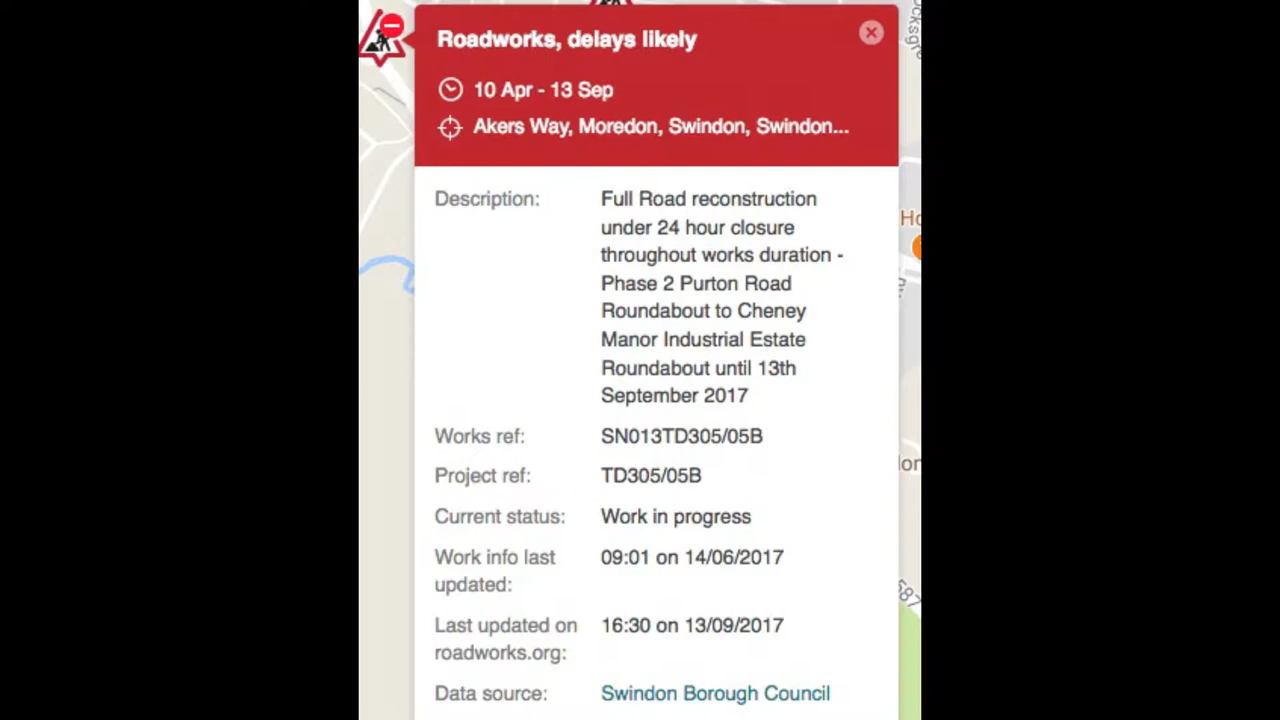 Roadworks, delays likely
10 Apr - 13 Sep
Akers Way, Moredon, Swindon, Swindon...
Description:
Full Road reconstruction
under 24 hour closure
throughout works duration -
Phase 2 Purton Road
Roundabout to Cheney
Manor Industrial Estate
Roundabout until 13th
September 2017
Works ref:
SN013TD305/05B
Project ref:
TD305/05B
Current status:
Work in progress
Work info last
updated:
09:01 on 14/06/2017
Last updated on
roadworks.org:
16:30 on 13/09/2017
Data source:
Swindon Borough Council